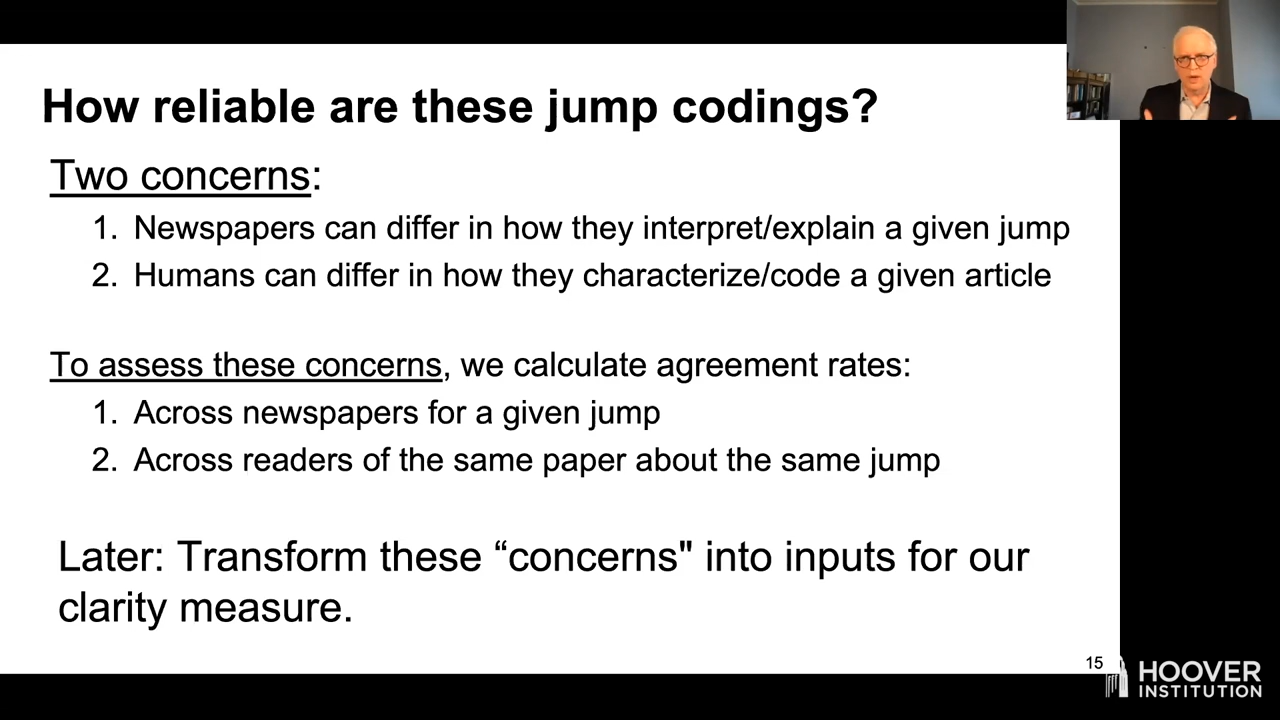 How reliable are these jump codings?
Two concerns:
1. Newspapers can differ in how they interpret/explain a given jump
2. Humans can differ in how they characterize/code a given article
To assess these concerns, we calculate agreement rates:
1. Across newspapers for a given jump
2. Across readers of the same paper about the same jump
Later: Transform these “concerns" into inputs for our
clarity measure.
15
HOOVER
INSTITUTION